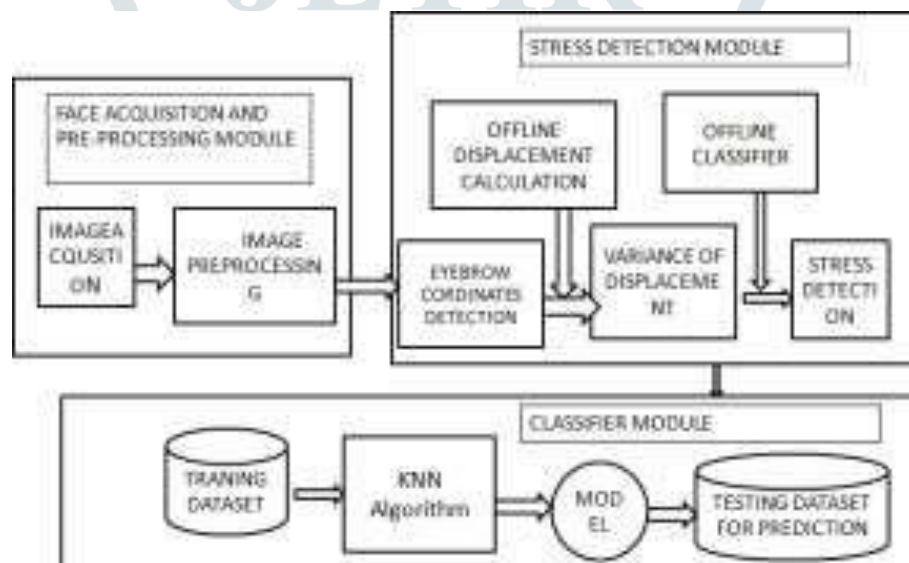 JETIR
STRESS DETECTION MODULE
FACE ACQUISITION AND
PRE-PROCESSING MODULE
OFFLINE
DISPLACEMENT
CALCULATION
OFFLINE
CLASSIFIER
IMAGEA
CQUSITI
ON
IMAGE
PREPROCESSIN
G
EYEBROW
CORDINATES
DETECTION
VARIANCE OF
DISPLACEME
NT
STRESS
DETECTI
ON
CLASSIFIER MODULE
TRANING
DATASET
KNN
Algorithm
MOD
EL
TESTING DATASET
FOR PREDICTION